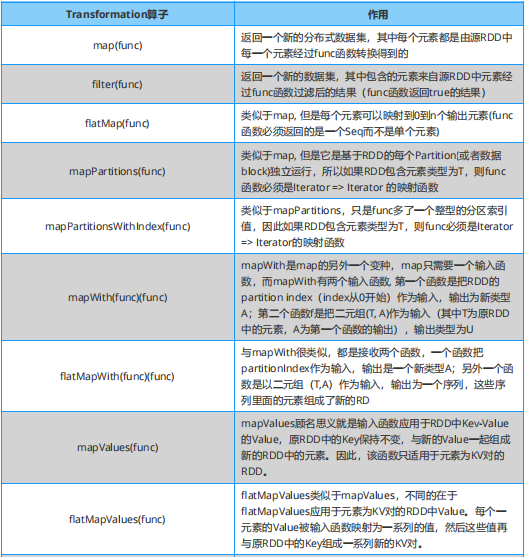 Transformation算子
作用
map(func)
返回一个新的分布式数据集，其中每个元素都是由源RDD中
每一个元素经过func函数转换得到的
filter(func)
返回一个新的数据集，其中包含的元素来自源RDD中元素经
过func函数过滤后的结果（func函数返回true的结果）
flatMap(func)
类似于map, 但是每个元素可以映射到0到n个输出元素(func
函数必须返回的是一个Seq而不是单个元素)
mapPartitions(func)
类似于map, 但是它是基于RDD的每个Partition(或者数据
block)独立运行，所以如果RDD包含元素类型为T，则func
函数必须是Iterator => Iterator 的映射函数
mapPartitionsWithIndex(func)
类似于mapPartitions，只是func多了一个整型的分区索引
值，因此如果RDD包含元素类型为T，则func必须是Iterator
=> Iterator的映射函数
mapWith(func)(func)
mapWith是map的另外一个变种，map只需要一个输入函
数，而mapWith有两个输入函数, 第一个函数是把RDD的
partition index（index从0开始）作为输入，输出为新类型
A；第二个函数f是把二元组(T, A)作为输入（其中T为原RDD
中的元素，A为第一个函数的输出），输出类型为U
flatMapWith(func)(func)
与mapWith很类似，都是接收两个函数，一个函数把
partitionIndex作为输入，输出是一个新类型A；另外一个函
数是以二元组（T,A）作为输入，输出为一个序列，这些序
列里面的元素组成了新的RD
mapValues(func)
mapValues顾名思义就是输入函数应用于RDD中Kev-Value
的Value，原RDD中的Key保持不变，与新的Value一起组成
新的RDD中的元素。因此，该函数只适用于元素为KV对的
RDD。
flatMapValues(func)
flatMapValues类似于mapValues，不同的在于
flatMapValues应用于元素为KV对的RDD中Value。每个一
元素的Value被输入函数映射为一系列的值，然后这些值再
与原RDD中的Key组成一系列新的KV对。